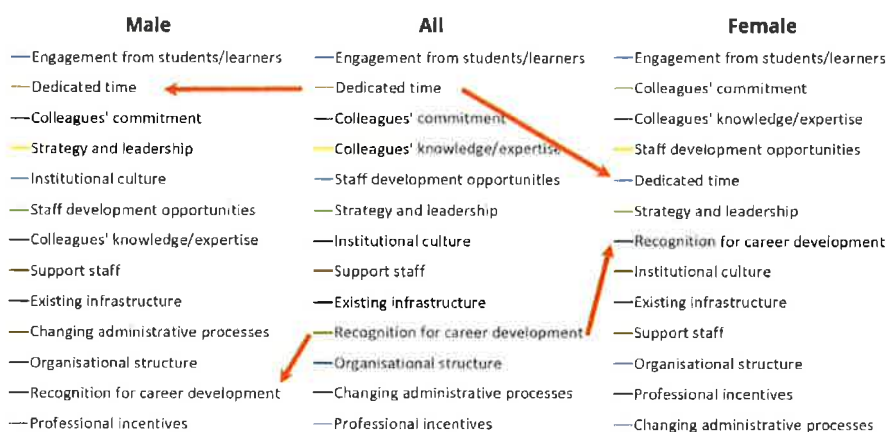 Male
Engagement from students/learners
Dedicated time
Colleagues' commitment
Strategy and leadership
Institutional culture
Staff development opportunities
Colleagues' knowledge/expertise
Support staff
Existing infrastructure
Changing administrative processes
Organisational structure
Recognition for career development
Professional incentives
All
Engagement from students/learners
Dedicated time
Colleagues' commitment
Colleagues' knowledge/expertise
Staff development opportunities
Strategy and leadership
Institutional culture
Support staff
Existing infrastructure
Recognition for career development
Organisational structure
Changing administrative processes
Professional incentives
Female
Engagement from students/learners
Colleagues' commitment
Colleagues' knowledge/expertise
Staff development opportunities
Dedicated time
Strategy and leadership
Recognition for career development
Institutional culture
Existing infrastructure
Support staff
Organisational structure
Professional incentives
Changing administrative processes